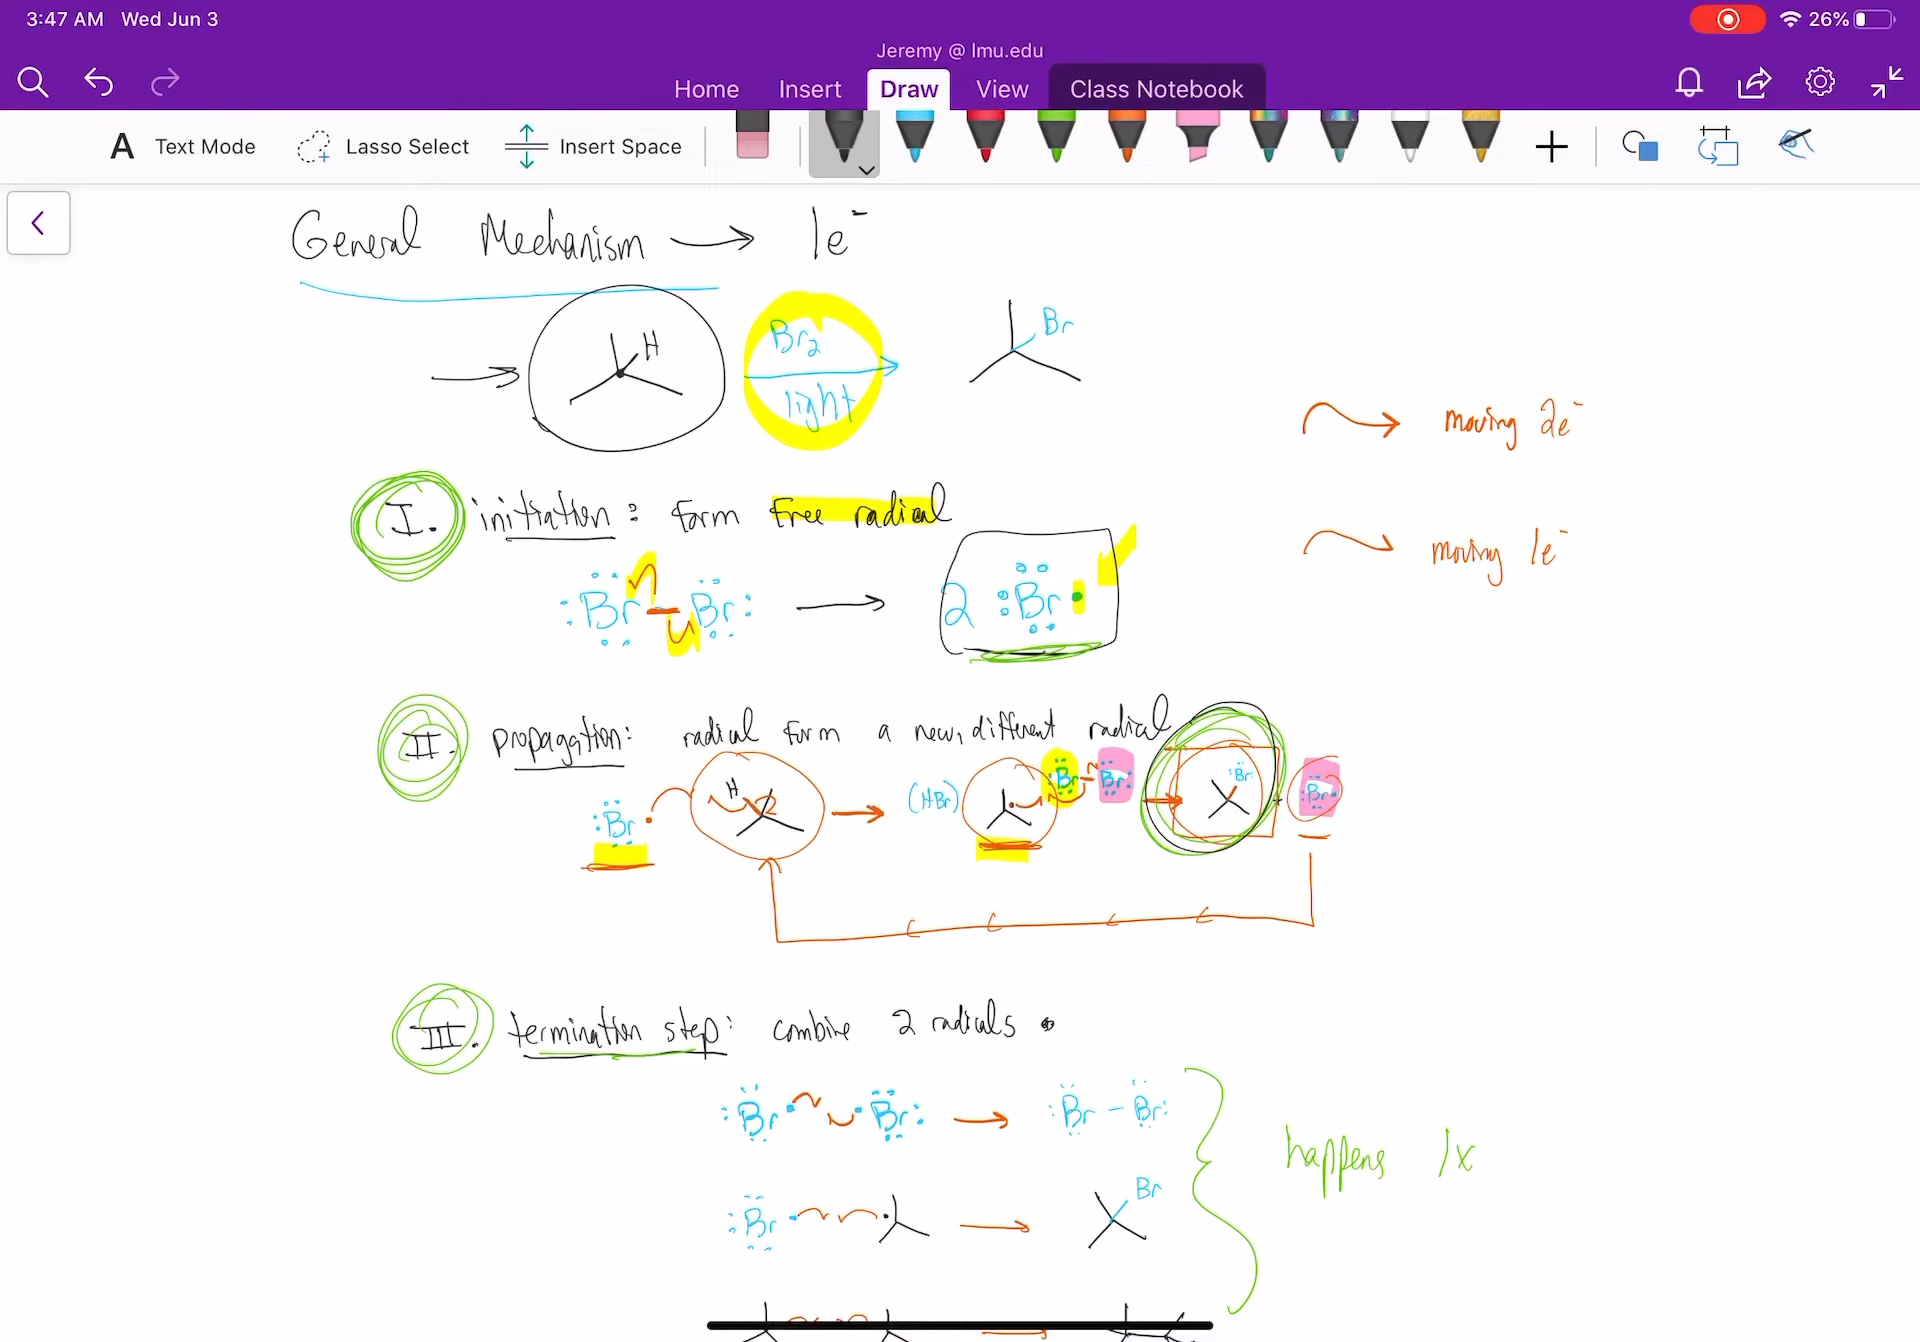 3:47 AM Wed Jun 3
26%
Jeremy @ lmu.edu
Home Insert Draw View Class Notebook
A Text Mode Lasso Select Insert Space
General Mechanism → 1e⁻
H Br₂ Br
light
moving 2e⁻
I. initiation: form free radical
moving 1e⁻
:Br–Br: → 2 :Br•
II. propagation: radical form a new, different radical
:Br• H → (HBr) Br–Br: → :Br: + :Br•
III. termination step: combine 2 radicals •
:Br• •Br: → :Br–Br:
happens 1x
:Br• • → Br